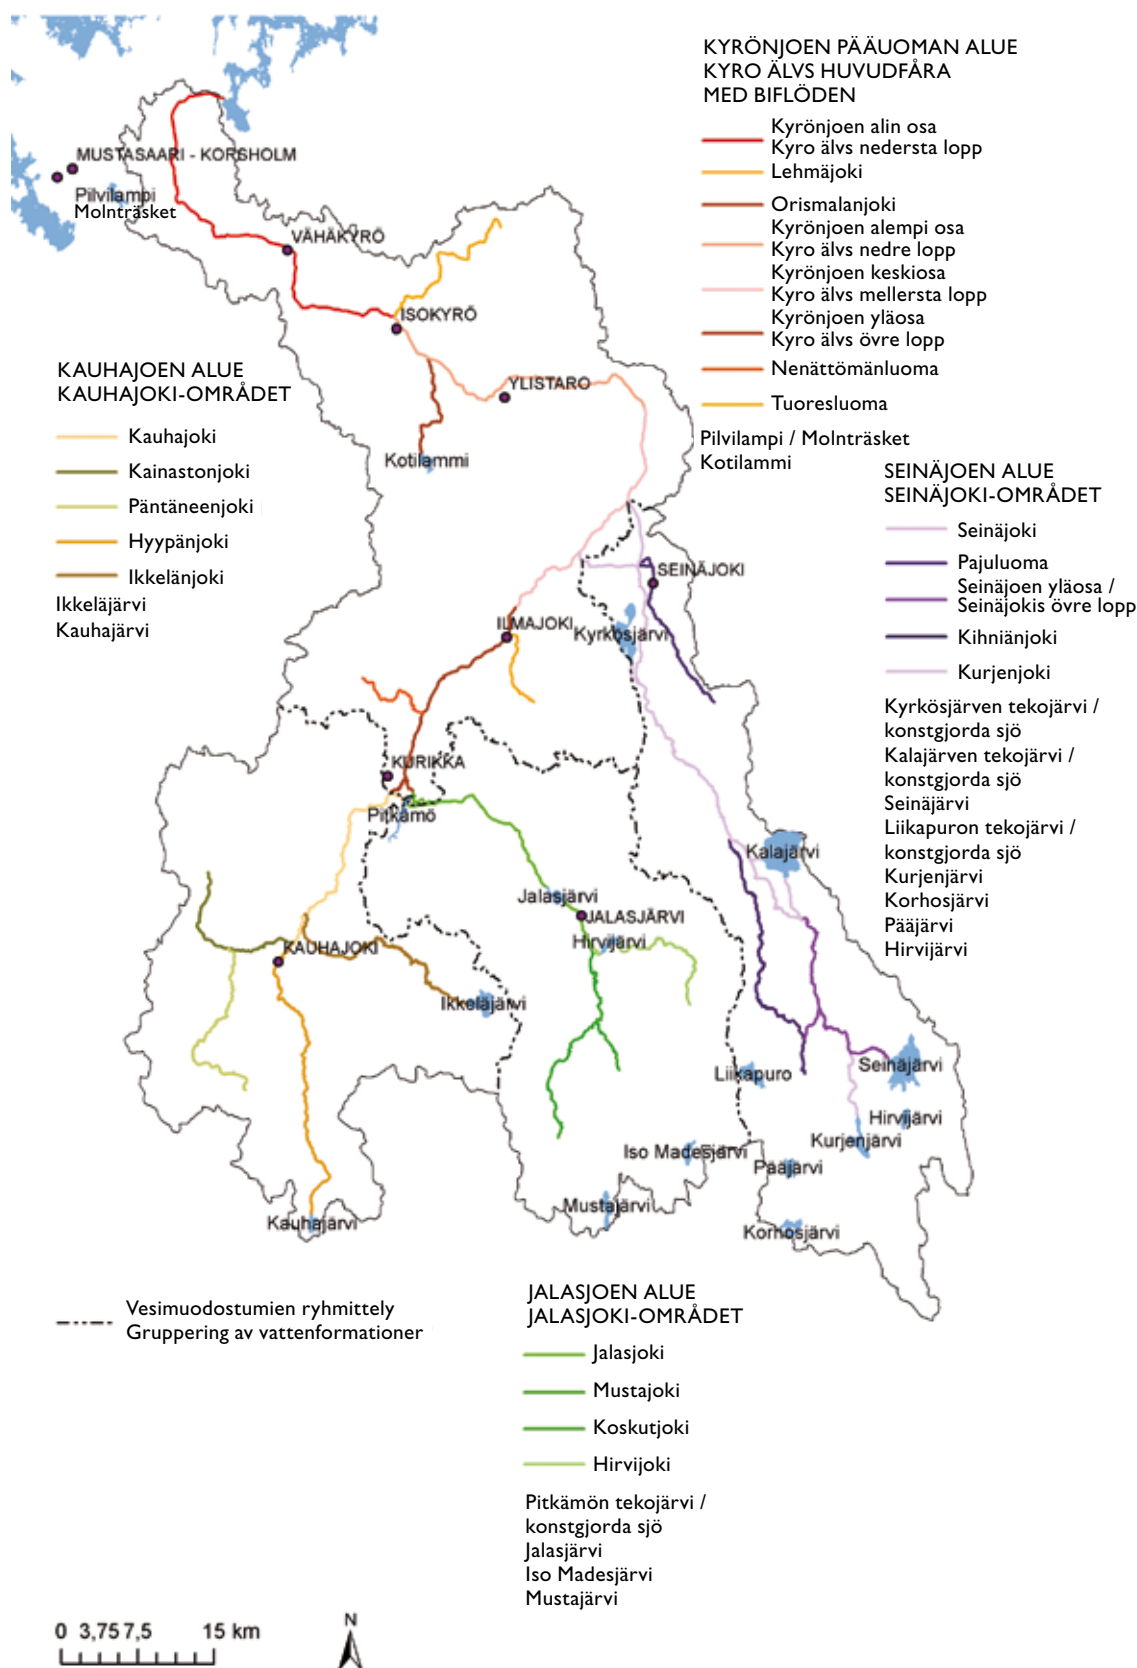 KYRÖNJOEN PÄÄUOMAN ALUE
KYRO ÄLVS HUVUDFÅRA
MED BIFLÖDEN
Kyrönjoen alin osa
Kyro älvs nedersta lopp
Lehmäjoki
Orismalanjoki
Kyrönjoen alempi osa
Kyro älvs nedre lopp
Kyrönjoen keskiosa
Kyro älvs mellersta lopp
Kyrönjoen yläosa
Kyro älvs övre lopp
Nenättömänluoma
Tuoresluoma
Pilvilampi / Molnträsket
Kotilammi
MUSTASAARI - KORSHOLM
Pilvilampi
Molnträsket
VÄHÄKYRÖ
ISOKYRÖ
YLISTARO
Kotilammi
KAUHAJOEN ALUE
KAUHAJOKI-OMRÅDET
Kauhajoki
Kainastonjoki
Päntäneenjoki
Hyypänjoki
Ikkelänjoki
Ikkeläjärvi
Kauhajärvi
SEINÄJOEN ALUE
SEINÄJOKI-OMRÅDET
Seinäjoki
Pajuluoma
Seinäjoen yläosa /
Seinäjokis övre lopp
Kihniänjoki
Kurjenjoki
Kyrkösjärven tekojärvi /
konstgjorda sjö
Kalajärven tekojärvi /
konstgjorda sjö
Seinäjärvi
Liikapuron tekojärvi /
konstgjorda sjö
Kurjenjärvi
Korhosjärvi
Pääjärvi
Hirvijärvi
SEINÄJOKI
ILMAJOKI
Kyrkösjärvi
KURIKKA
Pitkämö
Kalajärvi
Jalasjärvi
JALASJÄRVI
Hirvijärvi
KAUHAJOKI
Ikkeläjärvi
Liikapuro
Seinäjärvi
Hirvijärvi
Kurjenjärvi
Iso Madesjärvi
Pääjärvi
Mustajärvi
Kauhajärvi
Korhosjärvi
Vesimuodostumien ryhmittely
Gruppering av vattenformationer
JALASJOEN ALUE
JALASJOKI-OMRÅDET
Jalasjoki
Mustajoki
Koskutjoki
Hirvijoki
Pitkämön tekojärvi /
konstgjorda sjö
Jalasjärvi
Iso Madesjärvi
Mustajärvi
0 3,75 7,5 15 km
N